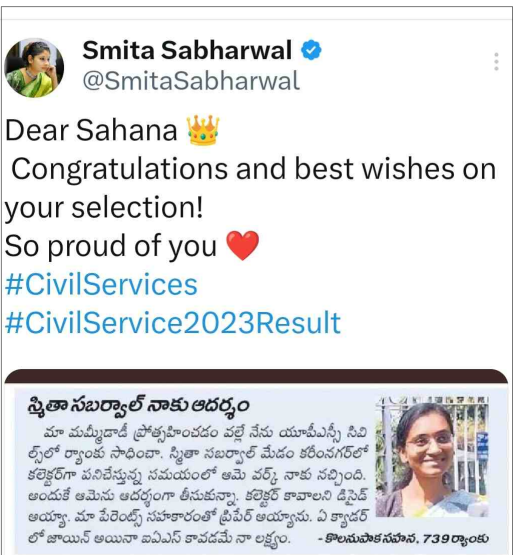 Smita Sabharwal
@SmitaSabharwal
Dear Sahana 👑
Congratulations and best wishes on
your selection!
So proud of you ❤️
#CivilServices
#CivilService2023Result
స్మితా సబర్వాల్ నాకు ఆదర్శం
మా మమ్మీడాడీ ప్రోత్సహించడం వల్లే నేను యూపీఎస్సీ సివి
ల్స్‌లో ర్యాంకు సాధించా. స్మితా సబర్వాల్ మేడం కరీంనగర్‌లో
కలెక్టర్‌గా పనిచేస్తున్న సమయంలో ఆమె వర్క్ నాకు నచ్చింది.
అందుకే ఆమెను ఆదర్శంగా తీసుకున్నా. కలెక్టర్ కావాలని డిసైడ్
అయ్యా. మా పేరెంట్స్ సహకారంతో ప్రిపేర్ అయ్యాను. ఏ క్యాడర్
లో జాయిన్ అయినా ఐఏఎస్ కావడమే నా లక్ష్యం. - కొలనుపాక సహన, 739ర్యాంకు